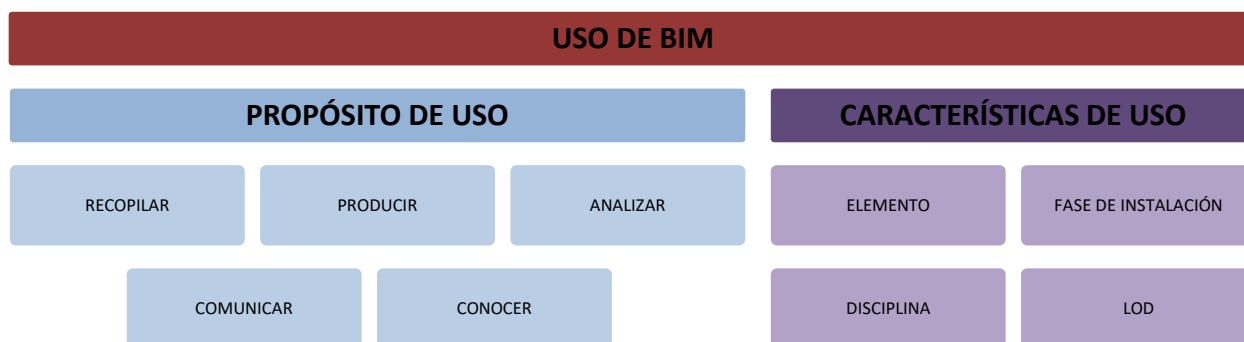 USO DE BIM
PROPÓSITO DE USO
CARACTERÍSTICAS DE USO
RECOPILAR
PRODUCIR
ANALIZAR
ELEMENTO
FASE DE INSTALACIÓN
COMUNICAR
CONOCER
DISCIPLINA
LOD